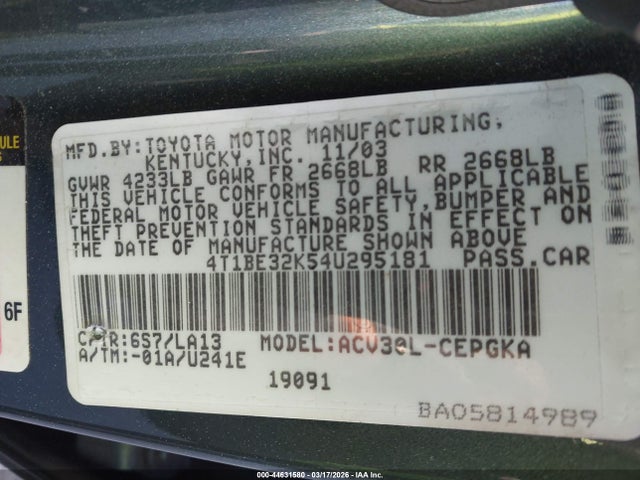 MFD.BY:TOYOTA MOTOR MANUFACTURING,
KENTUCKY,INC. 11/03
GVWR 4233LB GAWR FR 2668LB RR 2668LB
THIS VEHICLE CONFORMS TO ALL APPLICABLE
FEDERAL MOTOR VEHICLE SAFETY,BUMPER AND
THEFT PREVENTION STANDARDS IN EFFECT ON
THE DATE OF MANUFACTURE SHOWN ABOVE
4T1BE32K54U295181 PASS.CAR
C/TR:6S7/LA13 MODEL:ACV30L-CEPGKA
A/TM:-01A/U241E
19091
BA05814989
6F
000-44631580 - 03/17/2026 - IAA Inc.